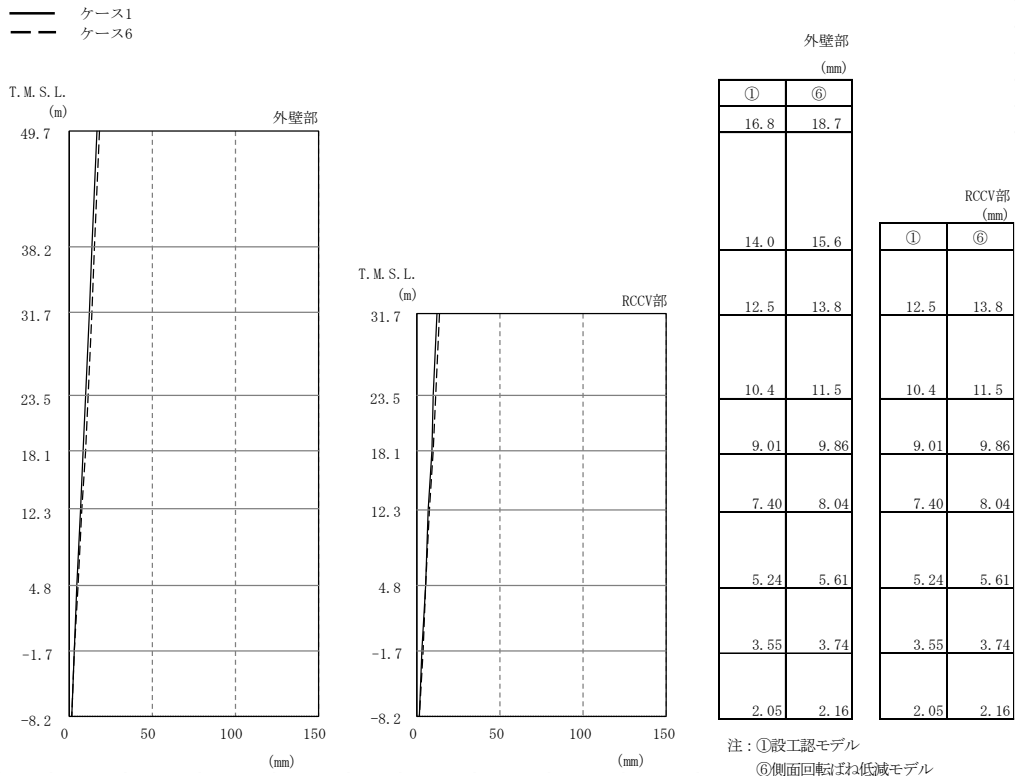 ケース1
ケース6
T.M.S.L.
(m)
外壁部
49.7
38.2
31.7
23.5
18.1
12.3
4.8
-1.7
-8.2
0 50 100 150
(mm)
T.M.S.L.
(m)
RCCV部
31.7
23.5
18.1
12.3
4.8
-1.7
-8.2
0 50 100 150
(mm)
外壁部
(mm)
① ⑥
16.8 18.7
14.0 15.6
12.5 13.8
10.4 11.5
9.01 9.86
7.40 8.04
5.24 5.61
3.55 3.74
2.05 2.16
RCCV部
(mm)
① ⑥
12.5 13.8
10.4 11.5
9.01 9.86
7.40 8.04
5.24 5.61
3.55 3.74
2.05 2.16
注:①設工認モデル
⑥側面回転ばね低減モデル